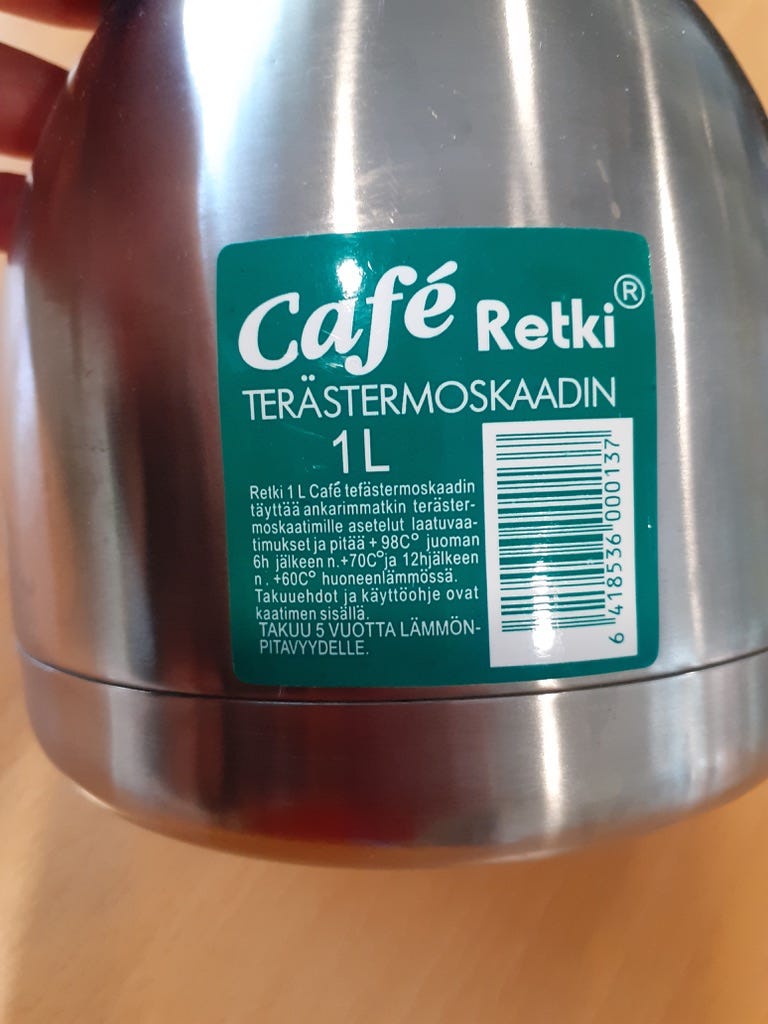 Café Retki®
TERÄSTERMOSKAADIN
1L
Retki 1 L Café tefästermoskaadin
täyttää ankarimmatkin teräster-
moskaatimille asetelut laatuvaa-
timukset ja pitää + 98C° juoman
6h jälkeen n.+70C°ja 12hjälkeen
n. +60C° huoneenlämmössä.
Takuuehdot ja käyttöohje ovat
kaatimen sisällä.
TAKUU 5 VUOTTA LÄMMÖN-
PITAVYYDELLE.
6 418536 000137